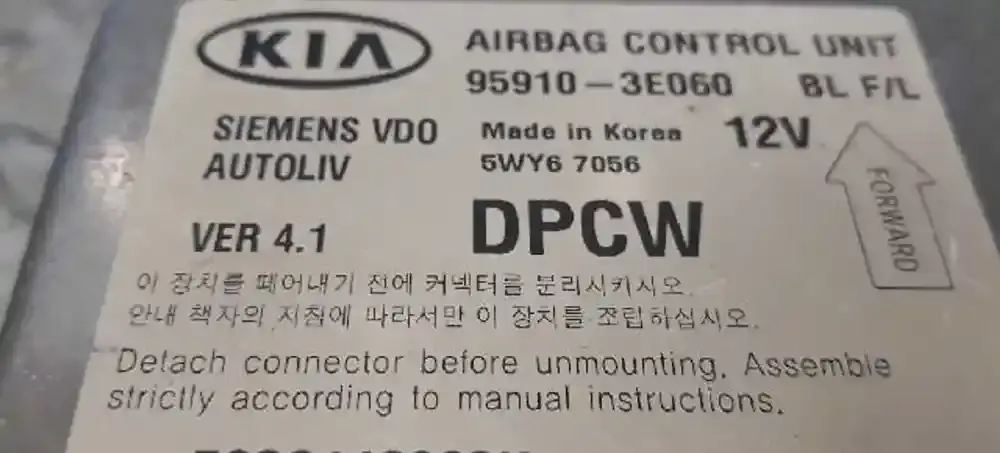 KIA AIRBAG CONTROL UNIT
95910-3E060 BL F/L
SIEMENS VDO Made in Korea 12V
AUTOLIV 5WY6 7056
FORWARD
VER 4.1 DPCW
이 장치를 떼어내기 전에 커넥터를 분리시키시오.
안내 책자의 지침에 따라서만 이 장치를 조립하십시오.
Detach connector before unmounting. Assemble
strictly according to manual instructions.